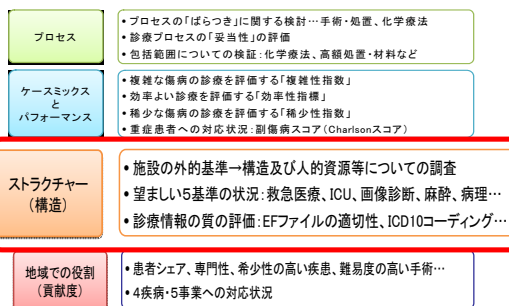 プロセス
• プロセスの「ばらつき」に関する検討…手術・処置、化学療法
• 診療プロセスの「妥当性」の評価
• 包括範囲についての検証:化学療法、高額処置・材料など
ケースミックス
と
パフォーマンス
• 複雑な傷病の診療を評価する「複雑性指数」
• 効率よい診療を評価する「効率性指標」
• 稀少な傷病の診療を評価する「稀少性指数」
• 重症患者への対応状況:副傷病スコア(Charlsonスコア)
ストラクチャー
(構造)
• 施設の外的基準→構造及び人的資源等についての調査
• 望ましい5基準の状況:救急医療、ICU、画像診断、麻酔、病理…
• 診療情報の質の評価:EFファイルの適切性、ICD10コーディング…
地域での役割
(貢献度)
• 患者シェア、専門性、希少性の高い疾患、難易度の高い手術…
• 4疾病・5事業への対応状況